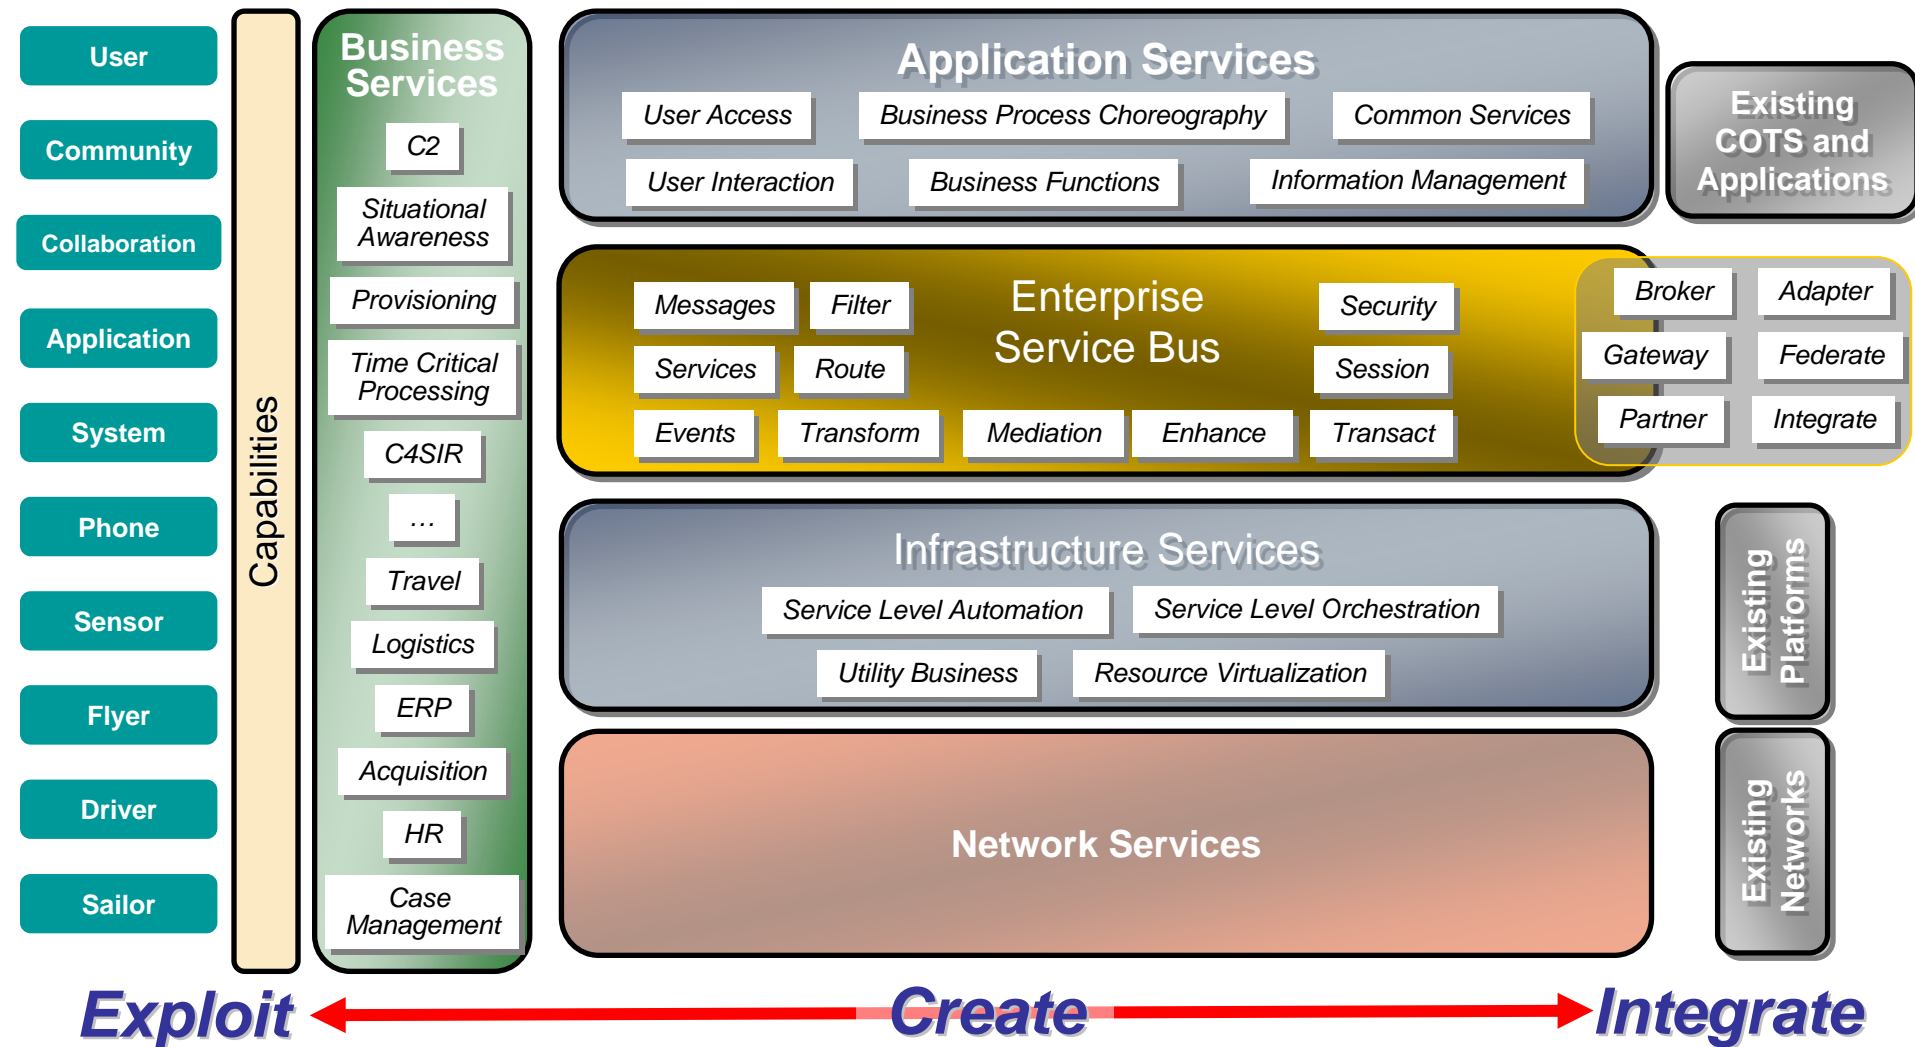 User
Community
Collaboration
Application
System
Phone
Sensor
Flyer
Driver
Sailor
Capabilities
Business
Services
C2
Situational
Awareness
Provisioning
Time Critical
Processing
C4SIR
...
Travel
Logistics
ERP
Acquisition
HR
Case
Management
Application Services
User Access
Business Process Choreography
Common Services
User Interaction
Business Functions
Information Management
Existing
COTS and
Applications
Enterprise
Service Bus
Messages
Filter
Security
Services
Route
Session
Events
Transform
Mediation
Enhance
Transact
Broker
Adapter
Gateway
Federate
Partner
Integrate
Infrastructure Services
Service Level Automation
Service Level Orchestration
Utility Business
Resource Virtualization
Existing
Platforms
Network Services
Existing
Networks
Exploit
Create
Integrate